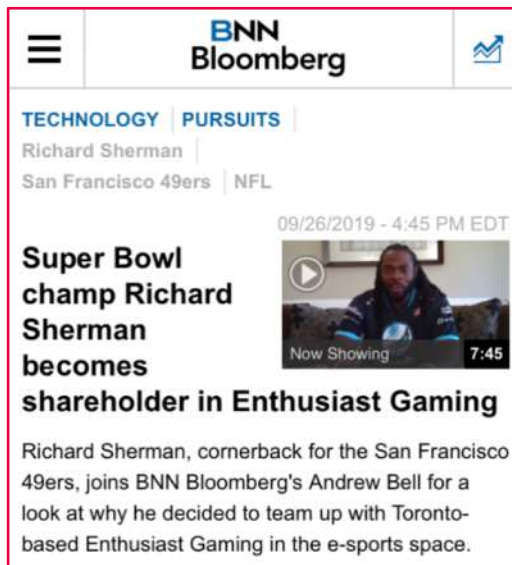 BNN
Bloomberg
TECHNOLOGY PURSUITS
Richard Sherman
San Francisco 49ers NFL
09/26/2019 - 4:45 PM EDT
Super Bowl
champ Richard
Sherman
becomes
shareholder in Enthusiast Gaming
Now Showing 7:45
Richard Sherman, cornerback for the San Francisco
49ers, joins BNN Bloomberg's Andrew Bell for a
look at why he decided to team up with Toronto-
based Enthusiast Gaming in the e-sports space.